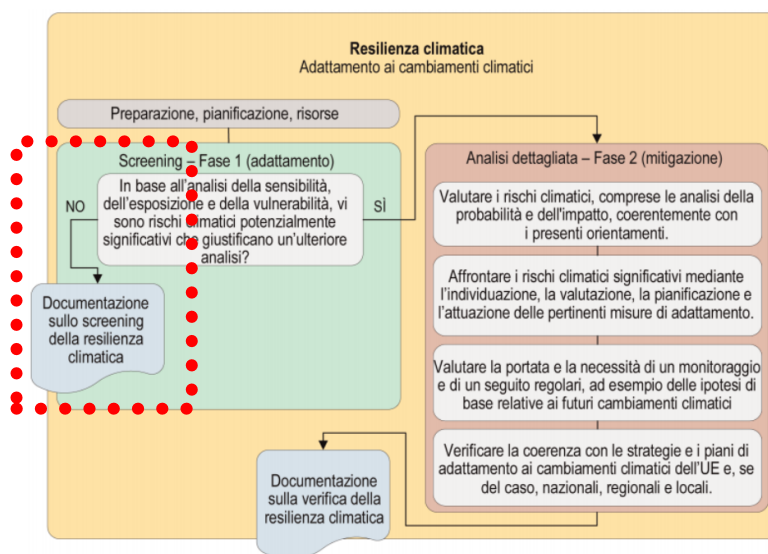 Resilienza climatica
Adattamento ai cambiamenti climatici
Preparazione, pianificazione, risorse
Screening – Fase 1 (adattamento)
In base all'analisi della sensibilità,
dell'esposizione e della vulnerabilità, vi
sono rischi climatici potenzialmente
significativi che giustificano un'ulteriore
analisi?
NO
SÌ
Documentazione
sullo screening
della resilienza
climatica
Analisi dettagliata – Fase 2 (mitigazione)
Valutare i rischi climatici, comprese le analisi della
probabilità e dell'impatto, coerentemente con
i presenti orientamenti.
Affrontare i rischi climatici significativi mediante
l'individuazione, la valutazione, la pianificazione e
l'attuazione delle pertinenti misure di adattamento.
Valutare la portata e la necessità di un monitoraggio
e di un seguito regolari, ad esempio delle ipotesi di
base relative ai futuri cambiamenti climatici
Verificare la coerenza con le strategie e i piani di
adattamento ai cambiamenti climatici dell'UE e, se
del caso, nazionali, regionali e locali.
Documentazione
sulla verifica della
resilienza climatica